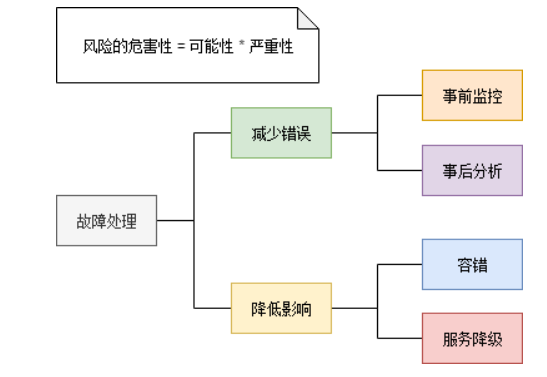 风险的危害性 = 可能性 * 严重性
事前监控
减少错误
事后分析
故障处理
容错
降低影响
服务降级